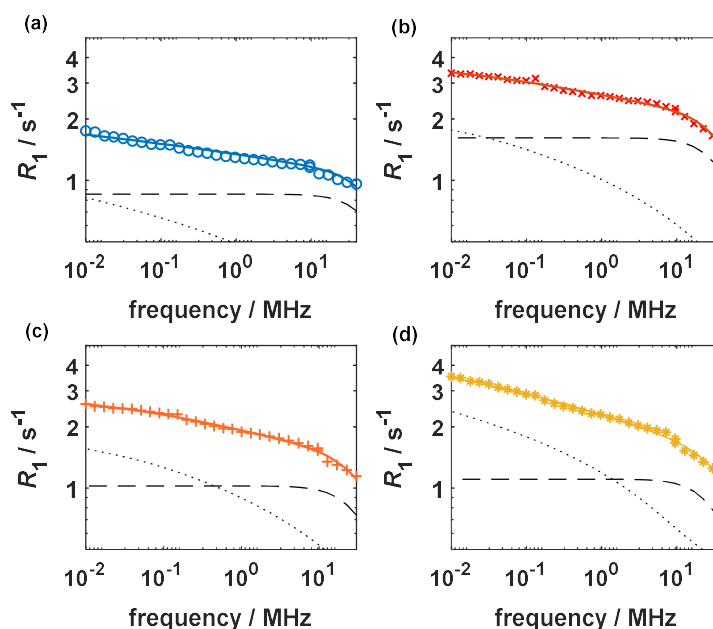 (a)
4
3
2
1
R₁ / s⁻¹
10⁻² 10⁻¹ 10⁰ 10¹
frequency / MHz
(b)
4
3
2
1
R₁ / s⁻¹
10⁻² 10⁻¹ 10⁰ 10¹
frequency / MHz
(c)
4
3
2
1
R₁ / s⁻¹
10⁻² 10⁻¹ 10⁰ 10¹
frequency / MHz
(d)
4
3
2
1
R₁ / s⁻¹
10⁻² 10⁻¹ 10⁰ 10¹
frequency / MHz